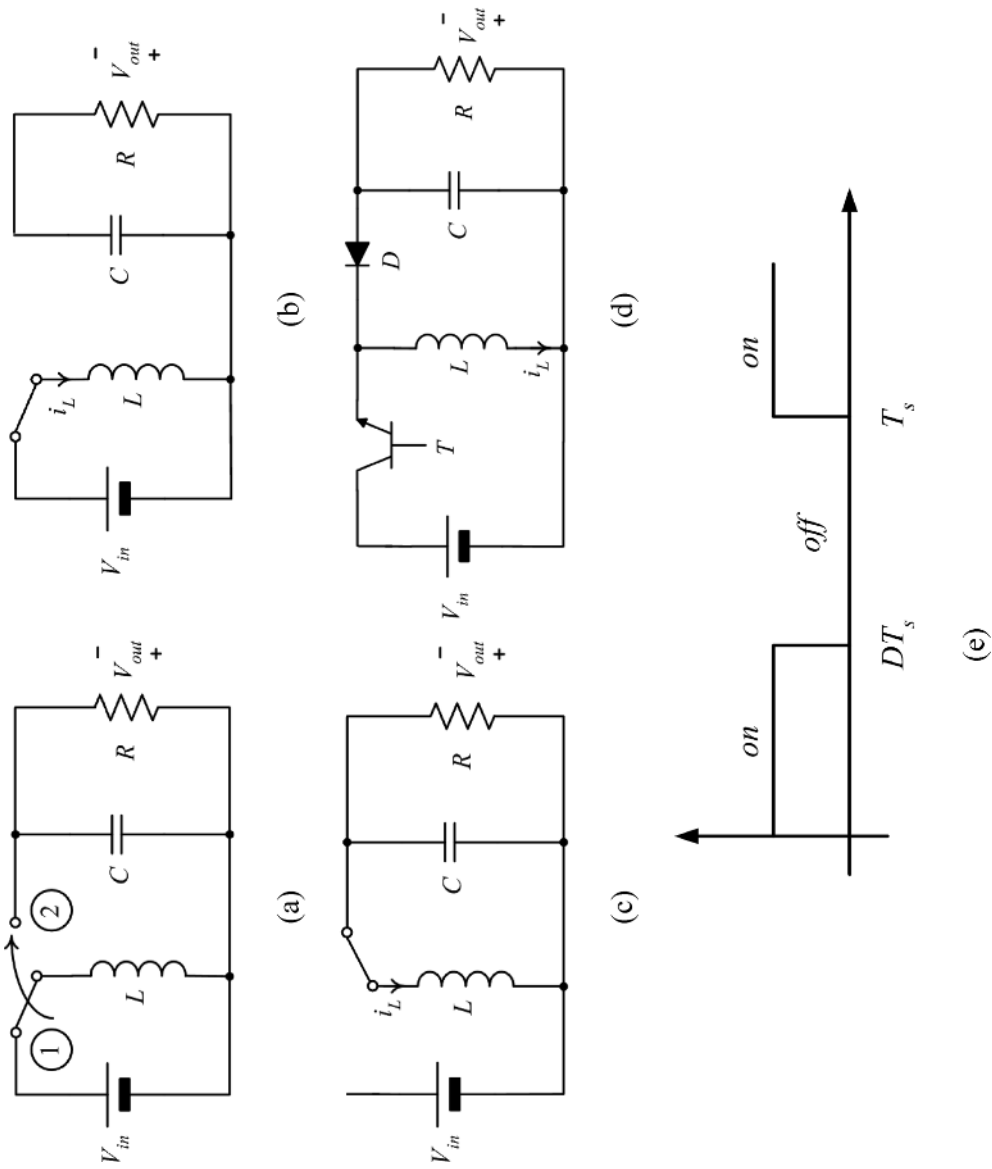 1
2
V_in
L
C
R
−
V_out
+
(a)
V_in
i_L
L
C
R
−
V_out
+
(b)
V_in
i_L
L
C
R
−
V_out
+
(c)
V_in
T
L
i_L
D
C
R
−
V_out
+
(d)
on
off
on
DT_s
T_s
(e)